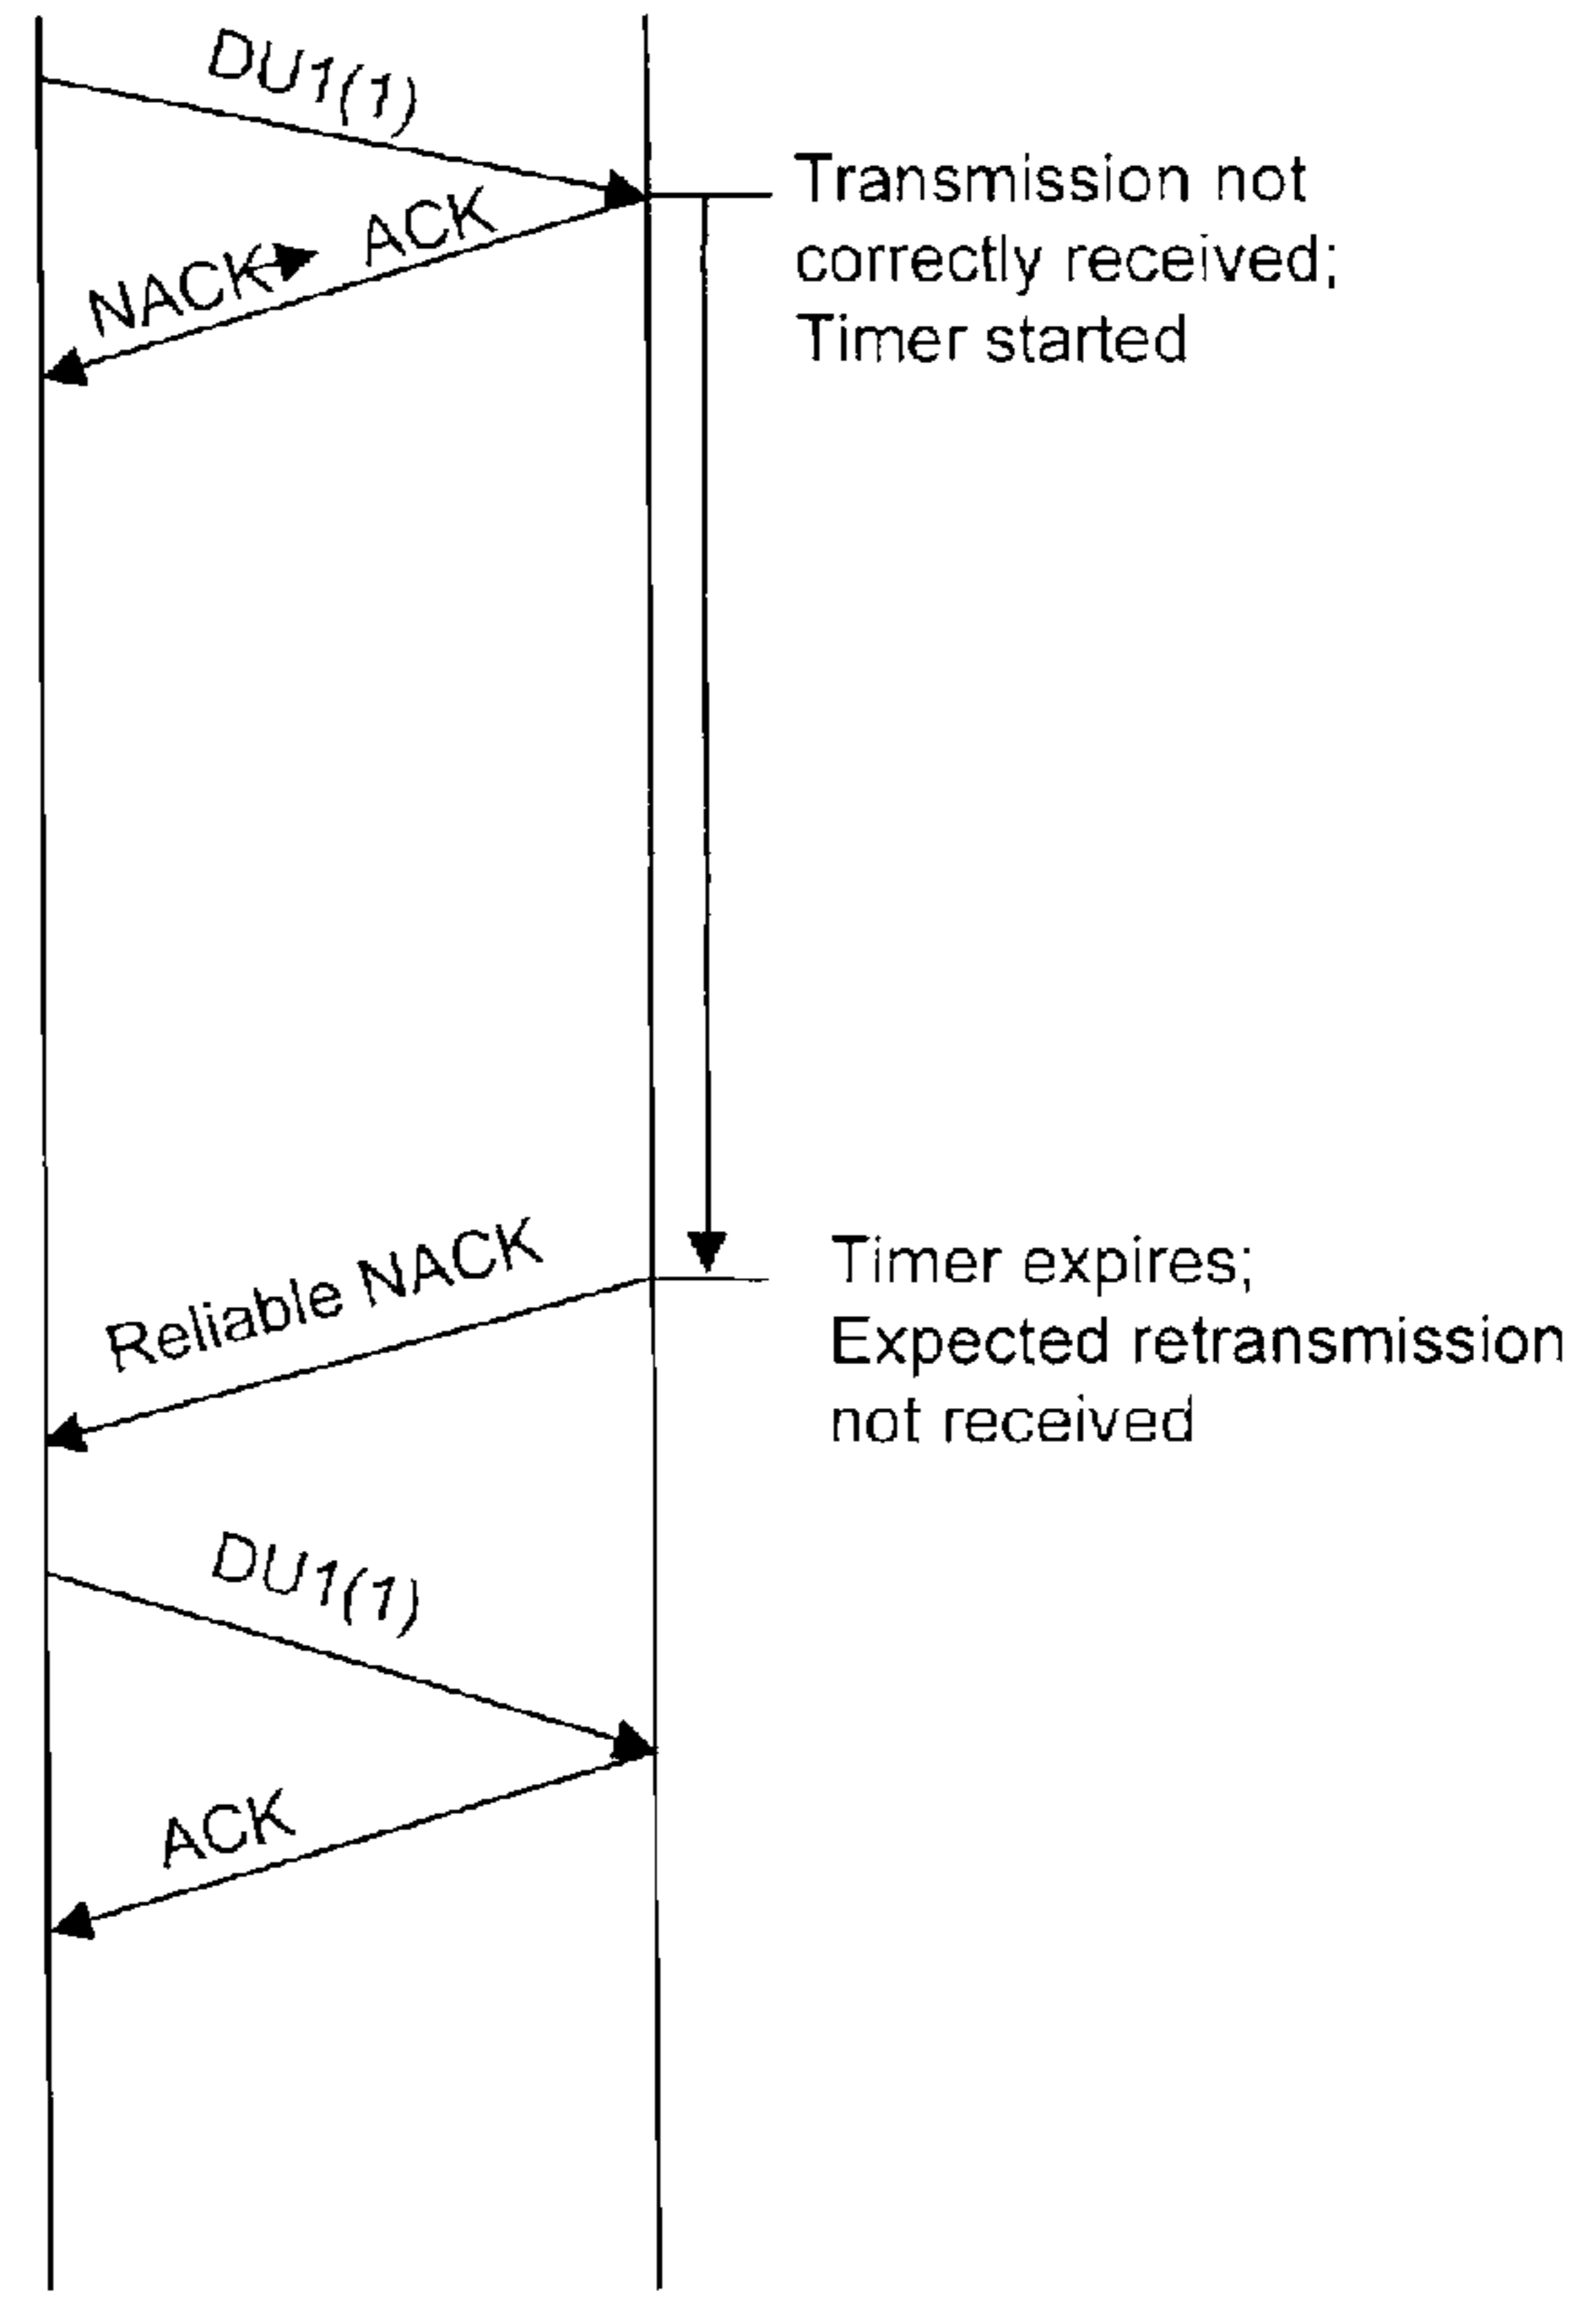 DU1(1)
Transmission not
correctly received;
Timer started
NACK ACK
Timer expires;
Expected retransmission
not received
Reliable NACK
DU1(1)
ACK